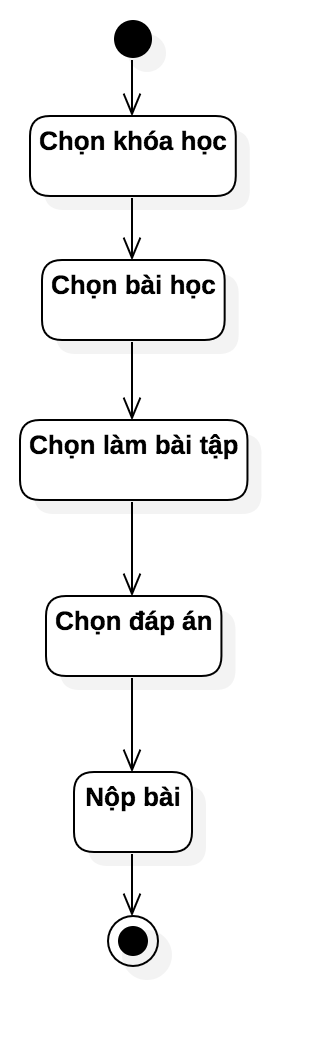 Chọn khóa học
Chọn bài học
Chọn làm bài tập
Chọn đáp án
Nộp bài